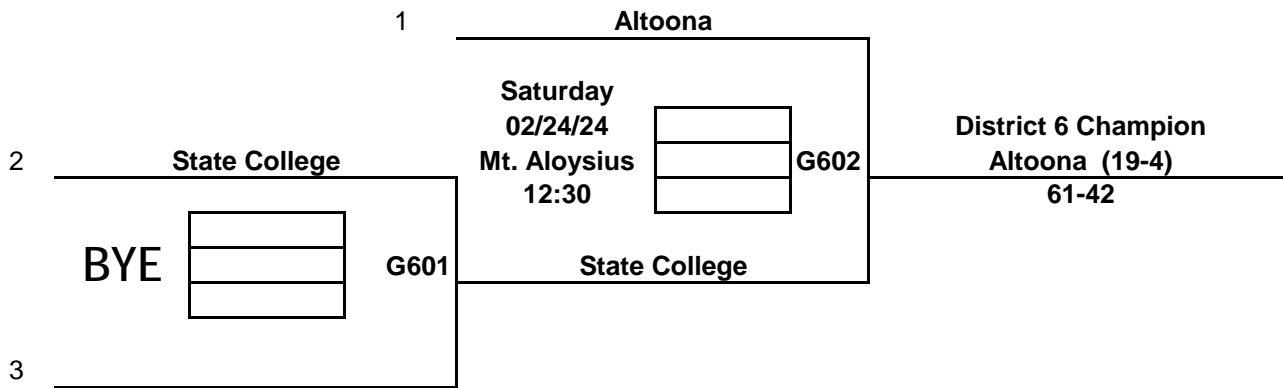 1 Altoona
Saturday
02/24/24
Mt. Aloysius
12:30
G602
District 6 Champion
Altoona (19-4)
61-42
2 State College
BYE
G601
State College
3